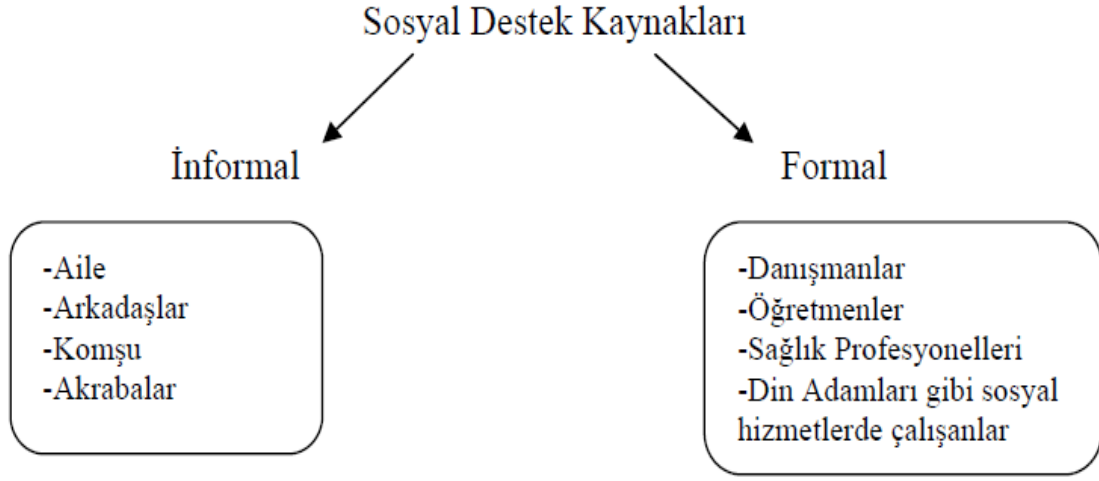 Sosyal Destek Kaynakları
İnformal
Formal
-Aile
-Arkadaşlar
-Komşu
-Akrabalar
-Danışmanlar
-Öğretmenler
-Sağlık Profesyonelleri
-Din Adamları gibi sosyal
hizmetlerde çalışanlar